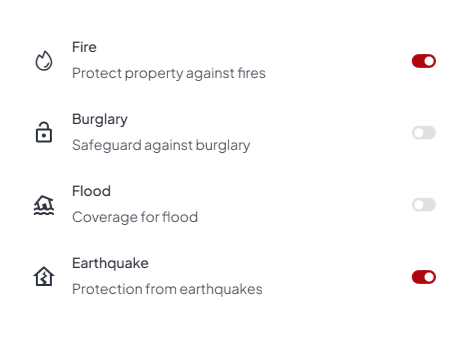 Fire
Protect property against fires
Burglary
Safeguard against burglary
Flood
Coverage for flood
Earthquake
Protection from earthquakes